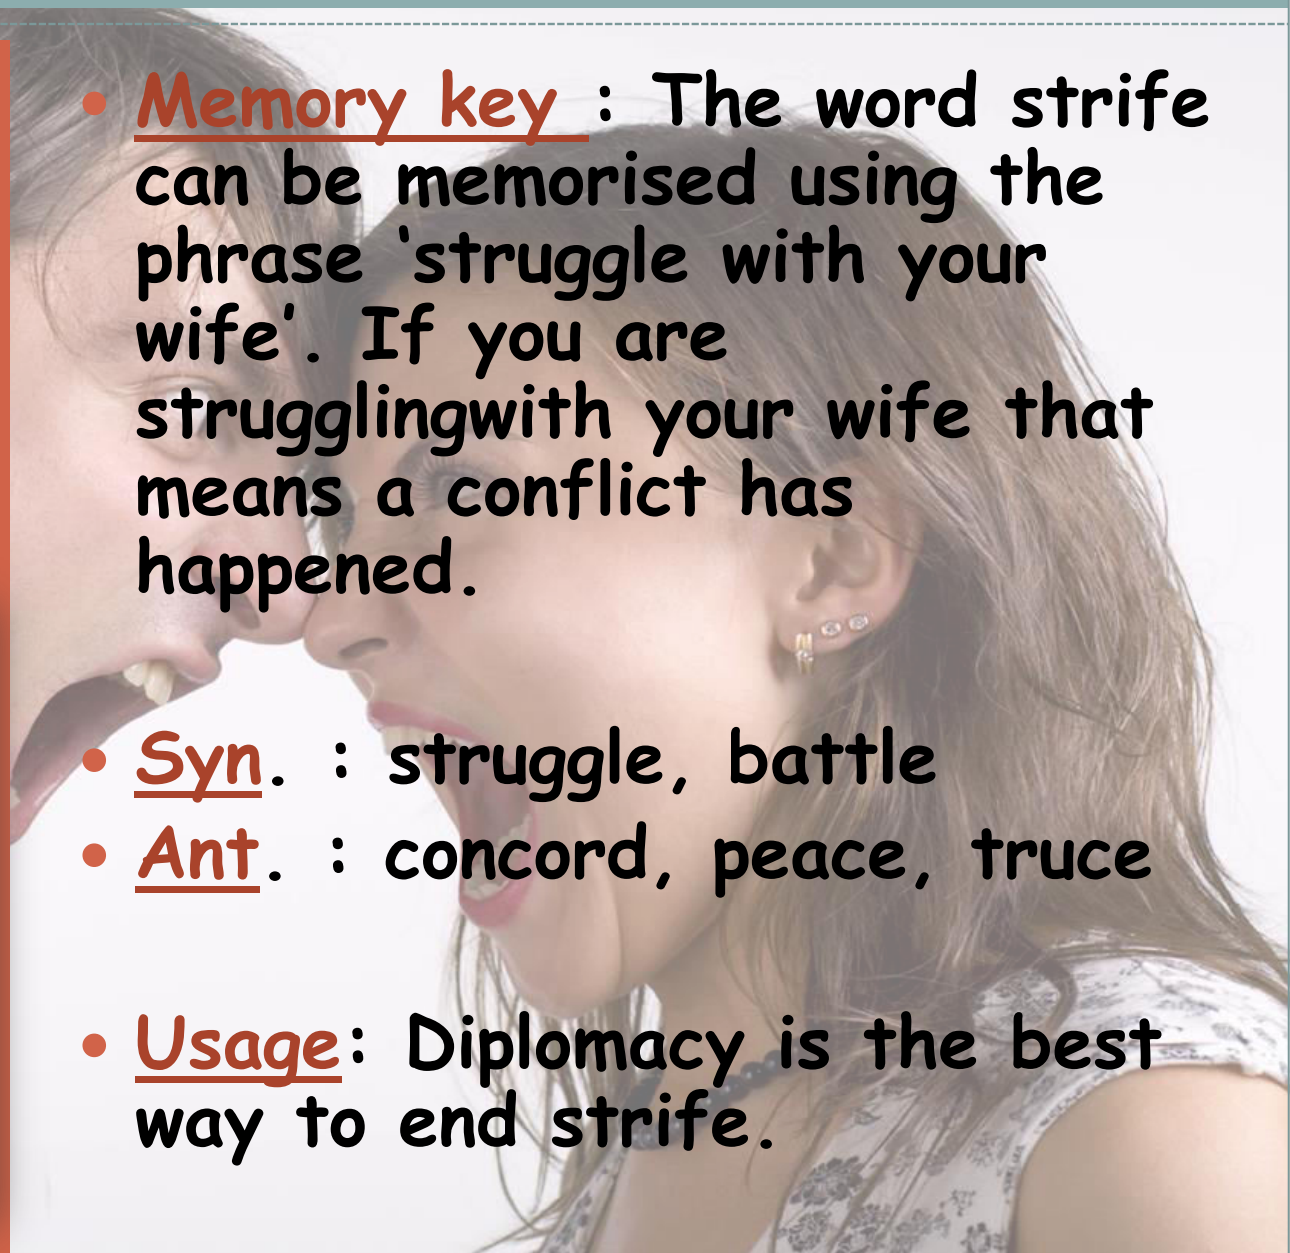 • Memory key : The word strife
can be memorised using the
phrase ‘struggle with your
wife’. If you are
strugglingwith your wife that
means a conflict has
happened.
• Syn. : struggle, battle
• Ant. : concord, peace, truce
• Usage: Diplomacy is the best
way to end strife.